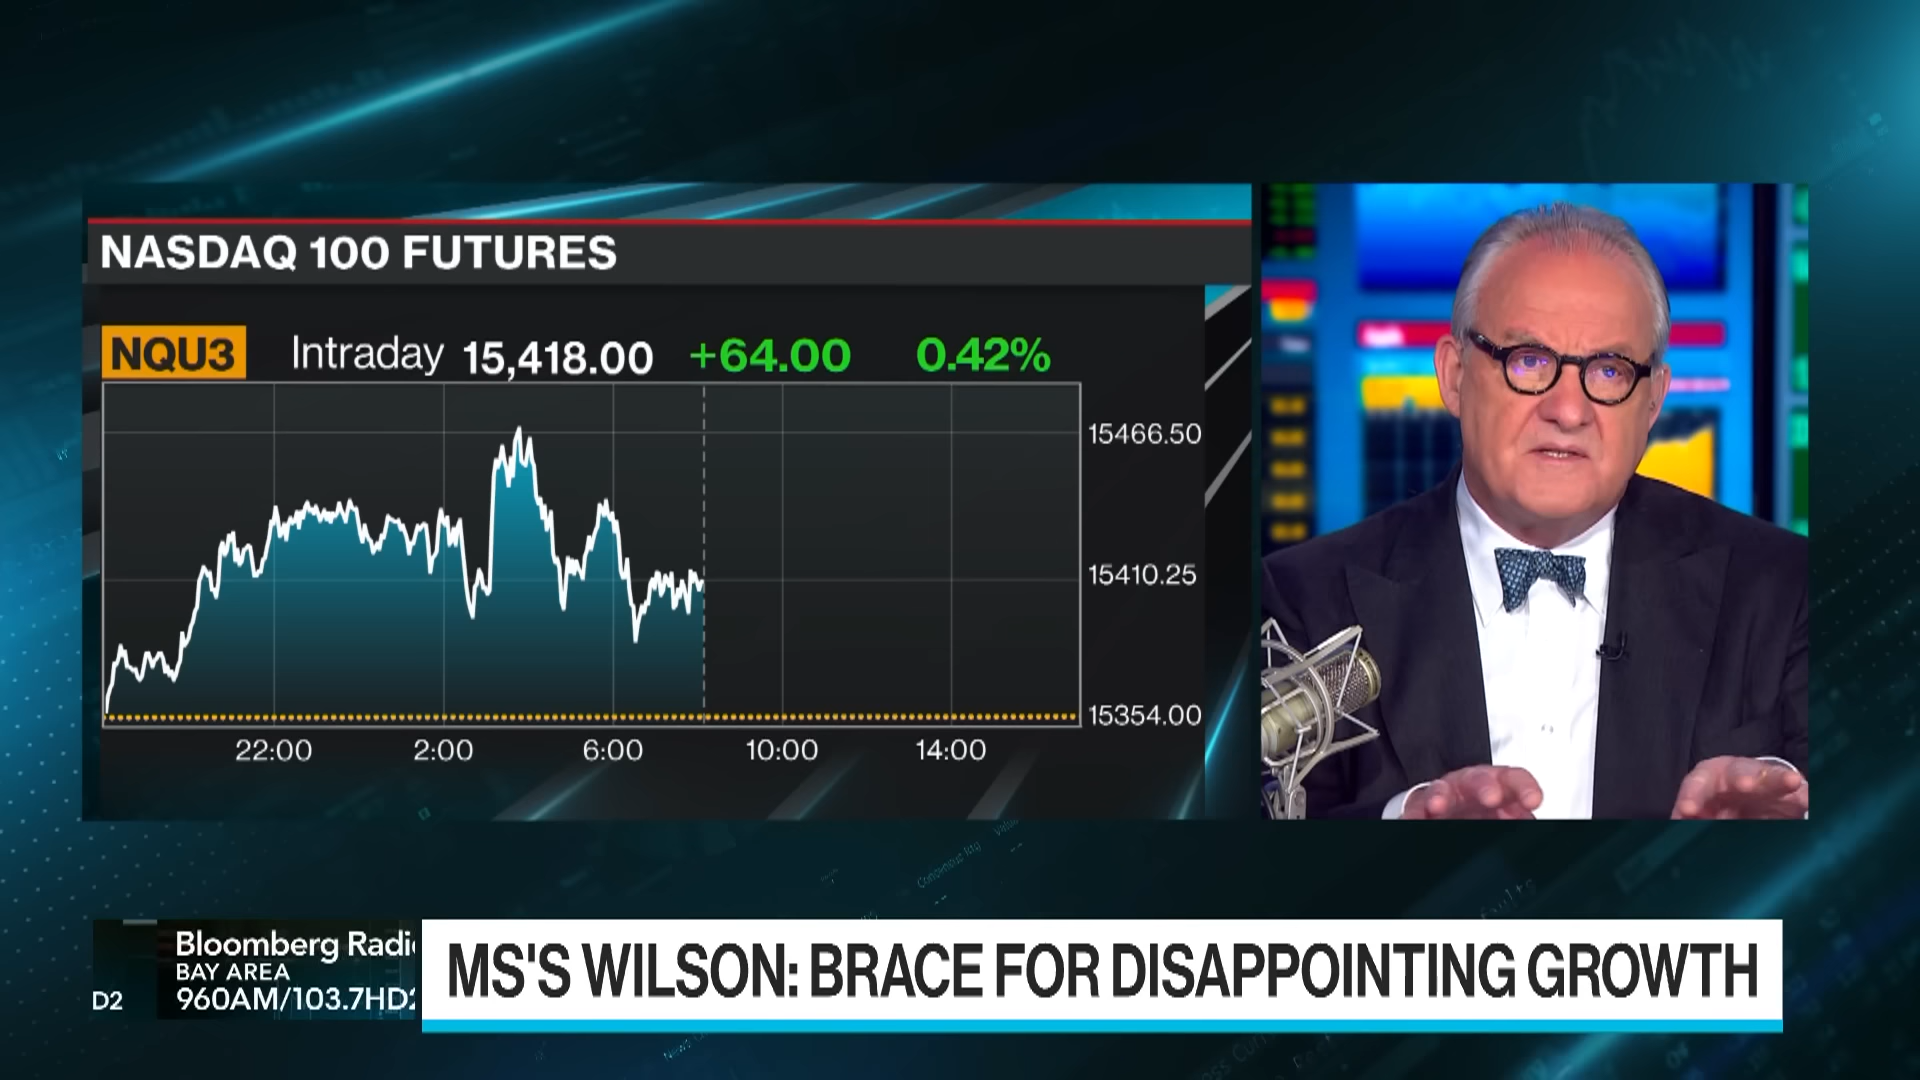 NASDAQ 100 FUTURES
NQU3 Intraday 15,418.00 +64.00 0.42%
15466.50
15410.25
15354.00
22:00 2:00 6:00 10:00 14:00
Bloomberg Radi
BAY AREA
D2 960AM/103.7HD2
MS'S WILSON: BRACE FOR DISAPPOINTING GROWTH